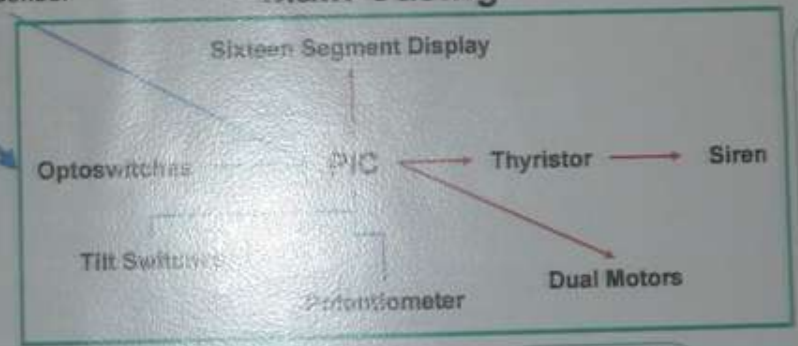 Sixteen Segment Display
Optoswitches
PIC
Thyristor
Siren
Tilt Switches
Dual Motors
Potentiometer